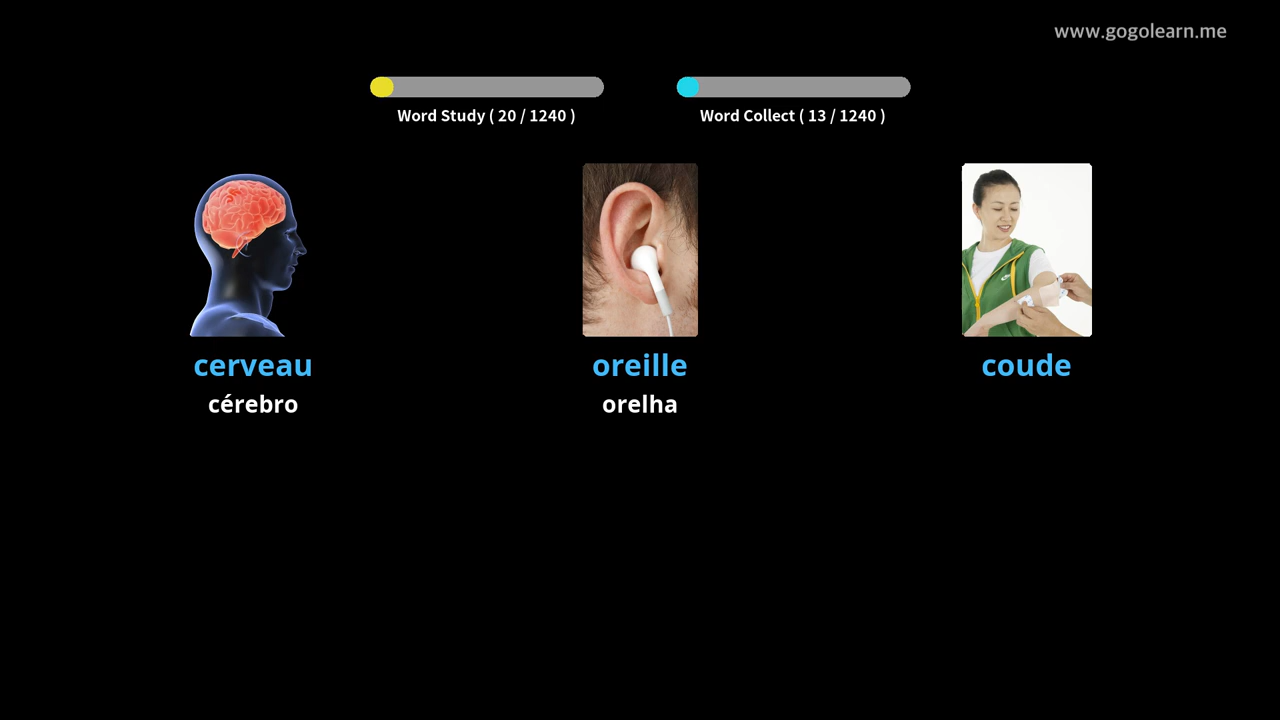 www.gogolearn.me
Word Study ( 20 / 1240 )
Word Collect ( 13 / 1240 )
cerveau
oreille
coude
cérebro
orelha